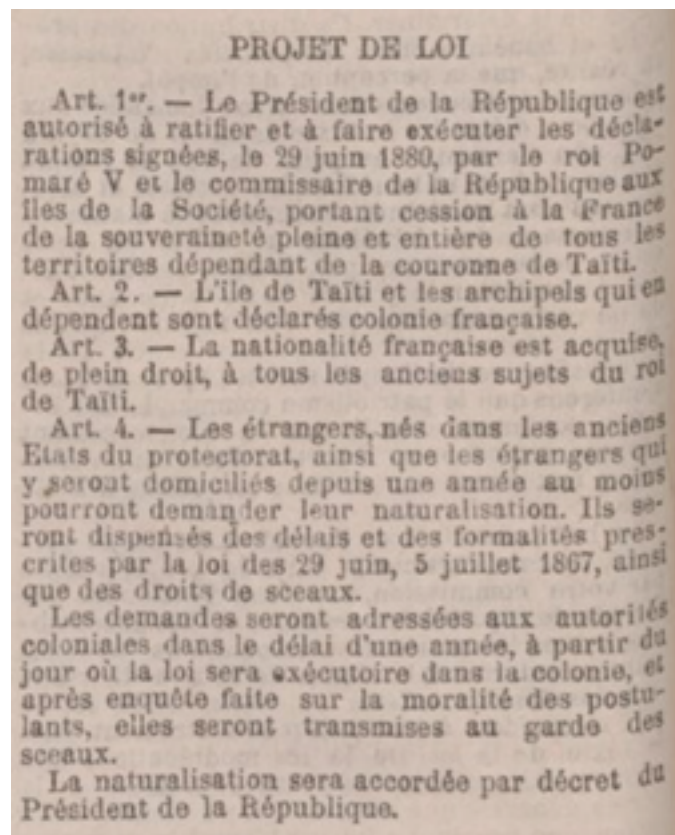 PROJET DE LOI
Art. 1er. — Le Président de la République est
autorisé à ratifier et à faire exécuter les décla-
rations signées, le 29 juin 1880, par le roi Po-
maré V et le commissaire de la République aux
îles de la Société, portant cession à la France
de la souveraineté pleine et entière de tous les
territoires dépendant de la couronne de Taïti.
Art. 2. — L'île de Taïti et les archipels qui en
dépendent sont déclarés colonie française.
Art. 3. — La nationalité française est acquise,
de plein droit, à tous les anciens sujets du roi
de Taïti.
Art. 4. — Les étrangers, nés dans les anciens
Etats du protectorat, ainsi que les étrangers qui
y seront domiciliés depuis une année au moins
pourront demander leur naturalisation. Ils se-
ront dispensés des délais et des formalités pres-
crites par la loi des 29 juin, 5 juillet 1867, ainsi
que des droits de sceaux.
Les demandes seront adressées aux autorités
coloniales dans le délai d'une année, à partir du
jour où la loi sera exécutoire dans la colonie, et
après enquête faite sur la moralité des postu-
lants, elles seront transmises au garde des
sceaux.
La naturalisation sera accordée par décret du
Président de la République.